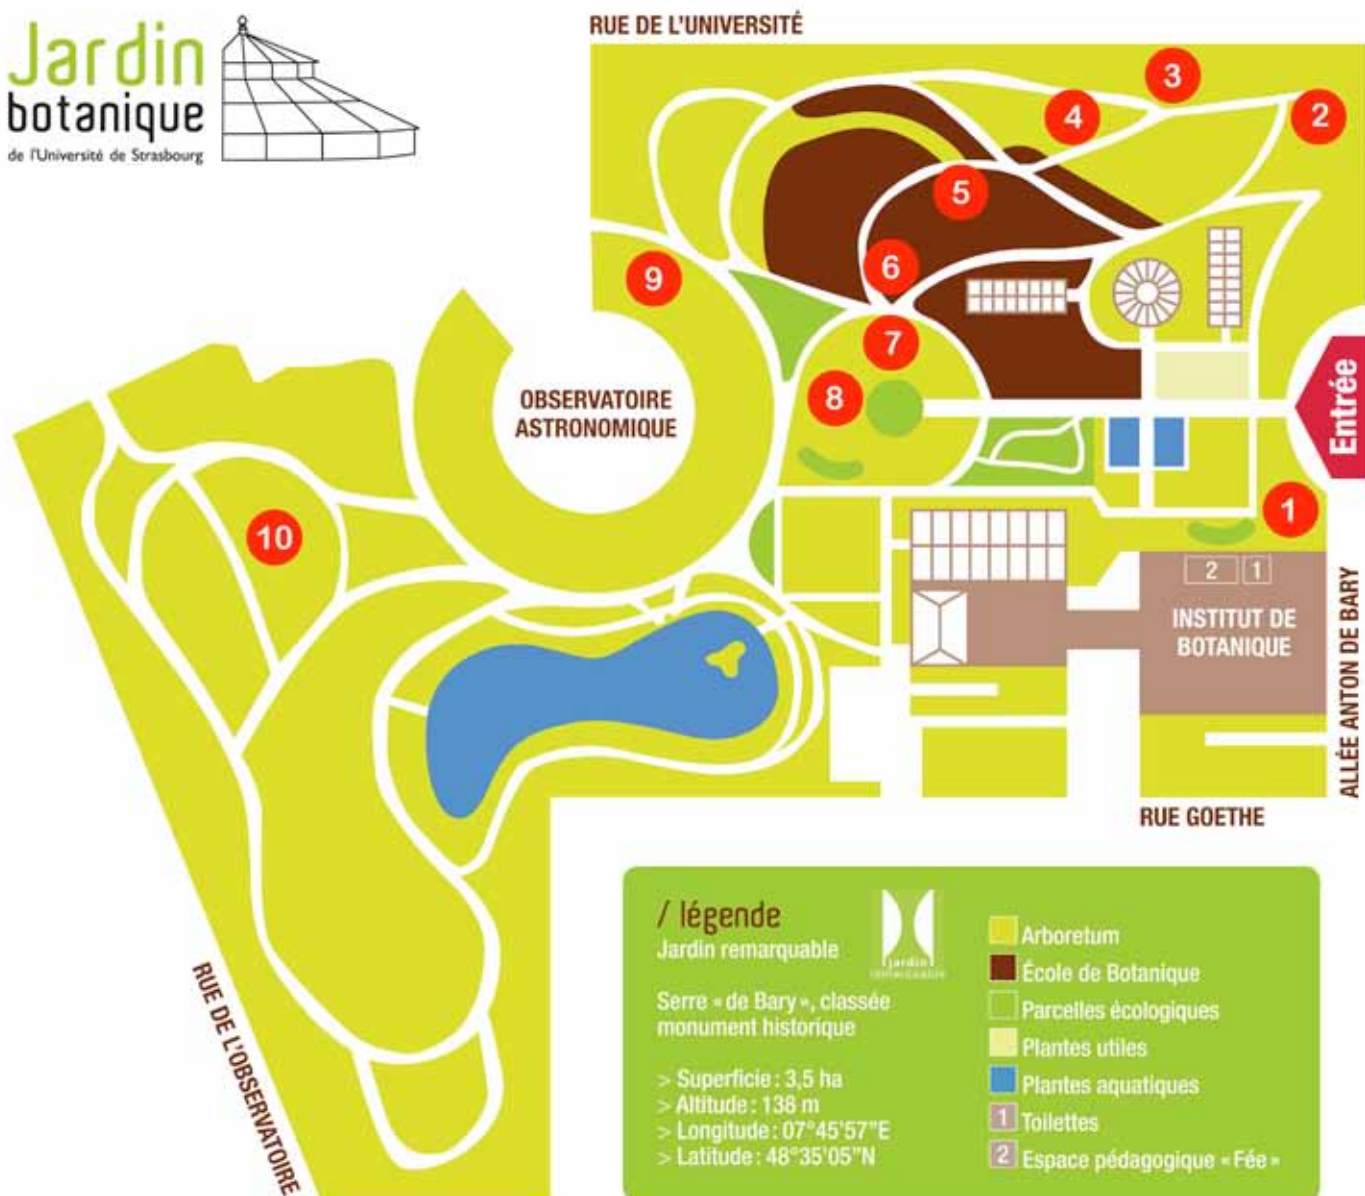 Jardin
botanique
de l'Université de Strasbourg
RUE DE L'UNIVERSITÉ
3
4
2
5
6
9
7
8
OBSERVATOIRE
ASTRONOMIQUE
Entrée
1
10
2 1
INSTITUT DE
BOTANIQUE
ALLÉE ANTON DE BARY
RUE GOETHE
RUE DE L'OBSERVATOIRE
/ légende
Jardin remarquable
jardin
remarquable
Serre « de Bary », classée
monument historique
> Superficie : 3,5 ha
> Altitude : 138 m
> Longitude : 07°45'57"E
> Latitude : 48°35'05"N
Arboretum
École de Botanique
Parcelles écologiques
Plantes utiles
Plantes aquatiques
1 Toilettes
2 Espace pédagogique « Fée »